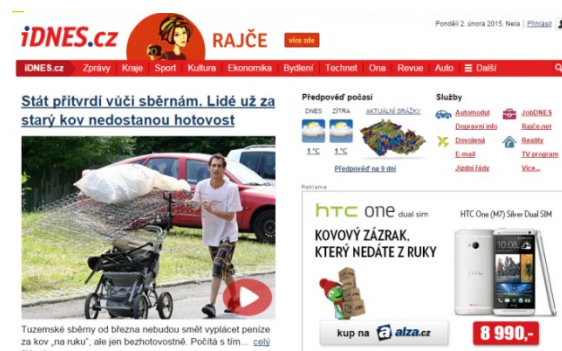 iDNES.cz
RAJČE
více zde
Pondělí 2. února 2015. Nela | Přihlásit
iDNES.cz Zprávy Kraje Sport Kultura Ekonomika Bydlení Technet Ona Revue Auto Další
Stát přitvrdí vůči sběrnám. Lidé už za
starý kov nedostanou hotovost
Tuzemské sběrny od března nebudou smět vyplácet peníze
za kov „na ruku", ale jen bezhotovostně. Počítá s tím... celý
Předpověď počasí
DNES ZÍTRA AKTUÁLNÍ SRÁŽKY
1 °C 1 °C
Předpověď na 9 dní
Služby
Automodul JobDNES
Dopravní info Rajče.net
Dovolená Reality
E-mail TV program
Jízdní řády Více...
Reklama
hTC one dual sim
HTC One (M7) Silver Dual SIM
KOVOVÝ ZÁZRAK,
KTERÝ NEDÁTE Z RUKY
10:08
kup na alza.cz
8 990,-